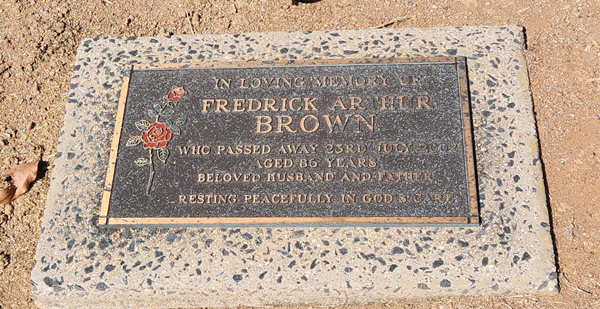 IN LOVING MEMORY OF
FREDRICK ARTHUR
BROWN
WHO PASSED AWAY 23RD JULY 2002
AGED 86 YEARS
BELOVED HUSBAND AND FATHER
RESTING PEACEFULLY IN GOD'S CARE